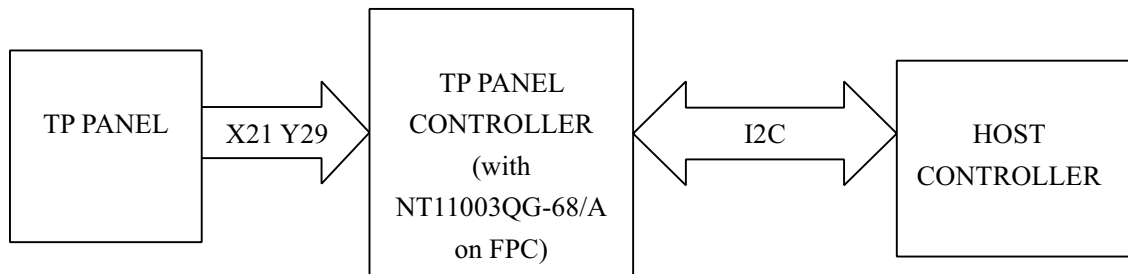 TP PANEL
X21 Y29
TP PANEL
CONTROLLER
(with
NT11003QG-68/A
on FPC)
I2C
HOST
CONTROLLER